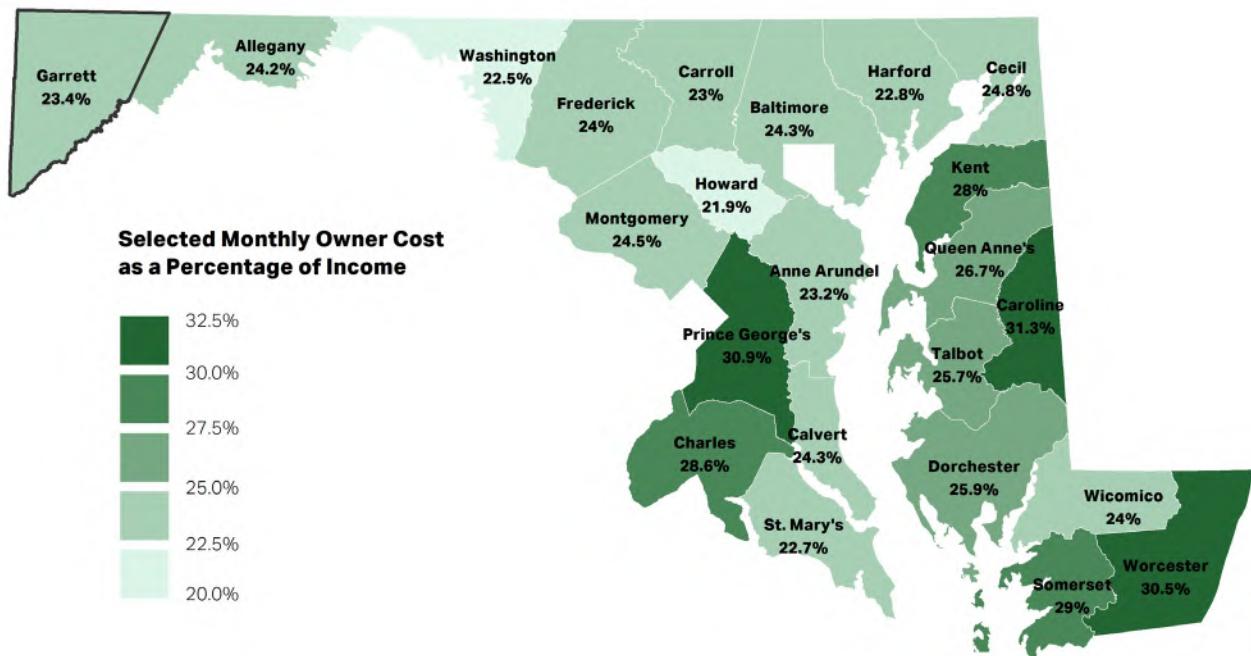 Garrett
23.4%
Allegany
24.2%
Washington
22.5%
Frederick
24%
Carroll
23%
Baltimore
24.3%
Harford
22.8%
Cecil
24.8%
Howard
21.9%
Montgomery
24.5%
Kent
28%
Queen Anne's
26.7%
Anne Arundel
23.2%
Caroline
31.3%
Prince George's
30.9%
Talbot
25.7%
Charles
28.6%
Calvert
24.3%
Dorchester
25.9%
St. Mary's
22.7%
Wicomico
24%
Worcester
30.5%
Somerset
29%
Selected Monthly Owner Cost
as a Percentage of Income
32.5%
30.0%
27.5%
25.0%
22.5%
20.0%